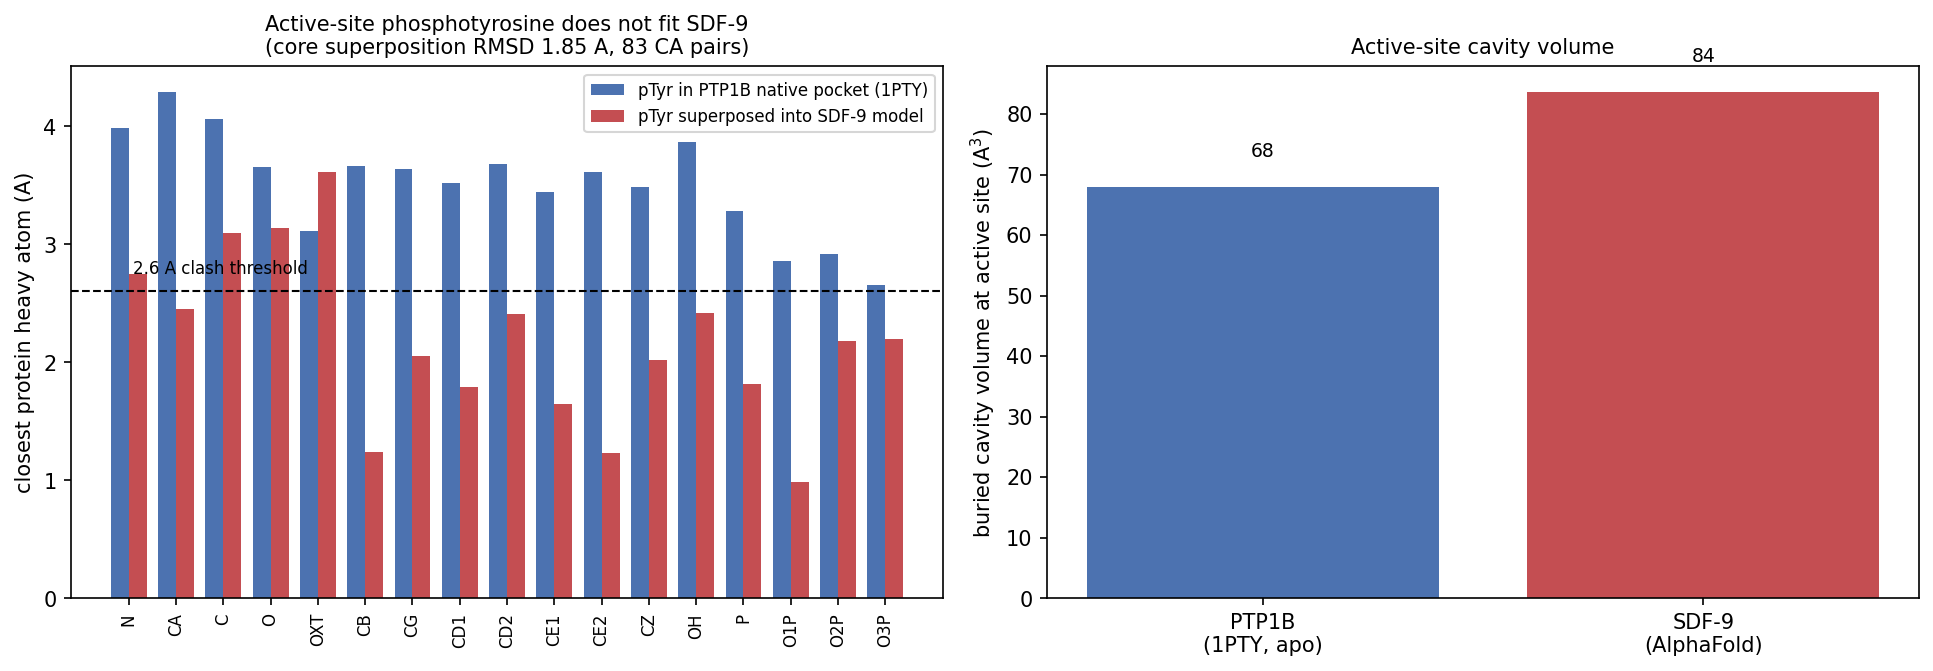 Active-site phosphotyrosine does not fit SDF-9
(core superposition RMSD 1.85 A, 83 CA pairs)
closest protein heavy atom (A)
4
3
2
1
0
pTyr in PTP1B native pocket (1PTY)
pTyr superposed into SDF-9 model
2.6 A clash threshold
N
CA
C
O
OXT
CB
CG
CD1
CD2
CE1
CE2
CZ
OH
P
O1P
O2P
O3P
Active-site cavity volume
buried cavity volume at active site (A³)
80
70
60
50
40
30
20
10
0
68
84
PTP1B
(1PTY, apo)
SDF-9
(AlphaFold)